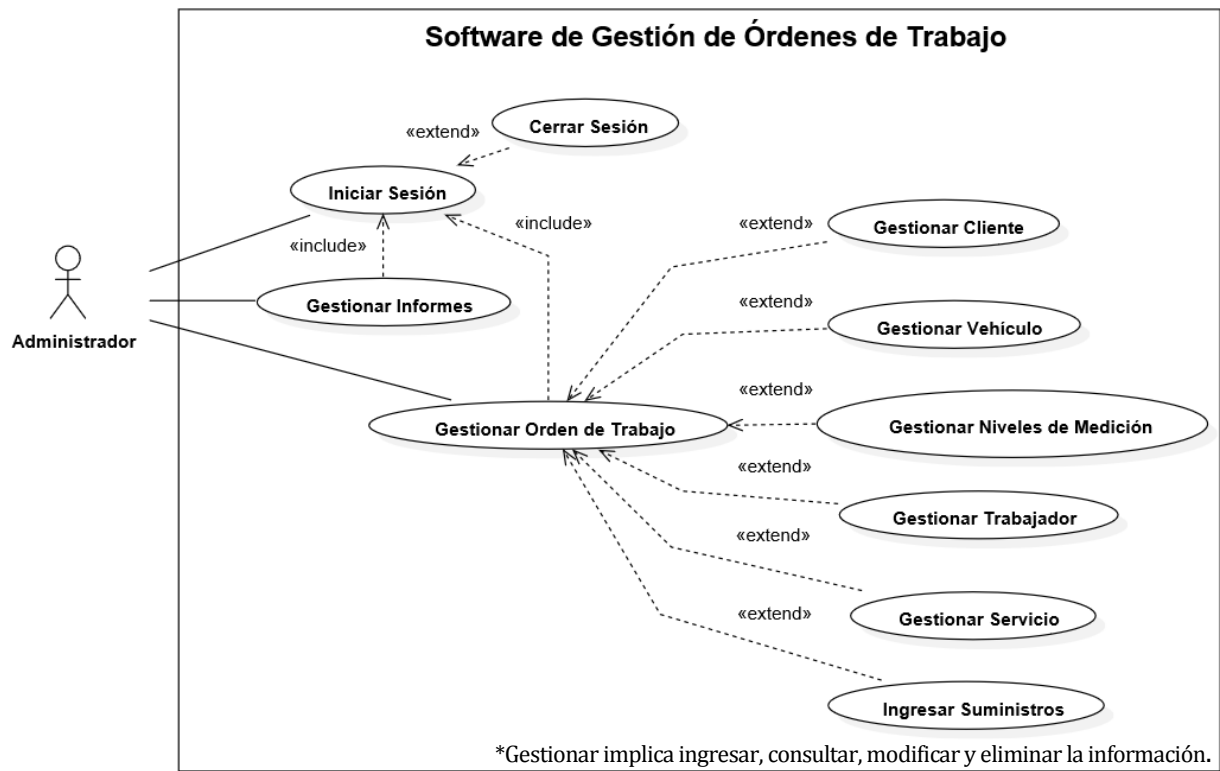 Software de Gestión de Órdenes de Trabajo
Cerrar Sesión
«extend»
Iniciar Sesión
«include»
«include»
«extend»
Gestionar Cliente
Gestionar Informes
«extend»
Gestionar Vehículo
Administrador
«extend»
Gestionar Niveles de Medición
Gestionar Orden de Trabajo
«extend»
Gestionar Trabajador
«extend»
Gestionar Servicio
«extend»
Ingresar Suministros
*Gestionar implica ingresar, consultar, modificar y eliminar la información.